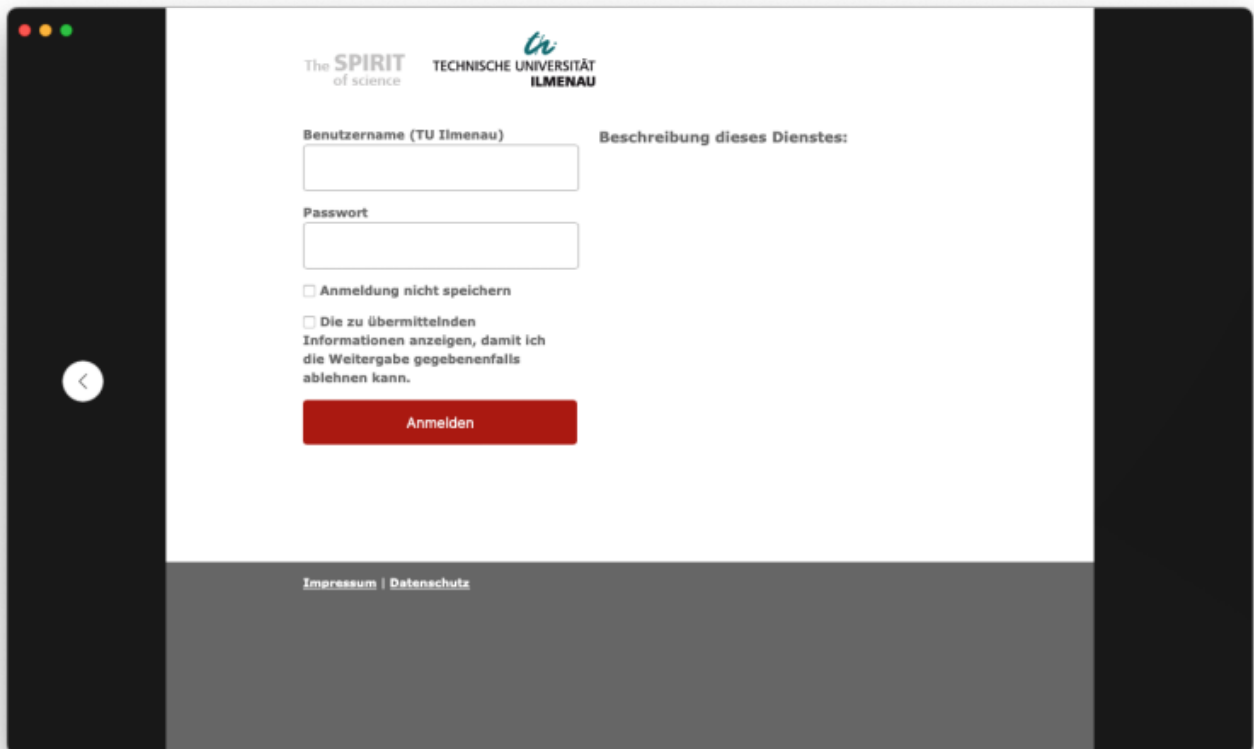 The SPIRIT
of science
TECHNISCHE UNIVERSITÄT
ILMENAU
Benutzername (TU Ilmenau)
Passwort
Anmeldung nicht speichern
Die zu übermittelnden
Informationen anzeigen, damit ich
die Weitergabe gegebenenfalls
ablehnen kann.
Anmelden
Beschreibung dieses Dienstes:
Impressum | Datenschutz